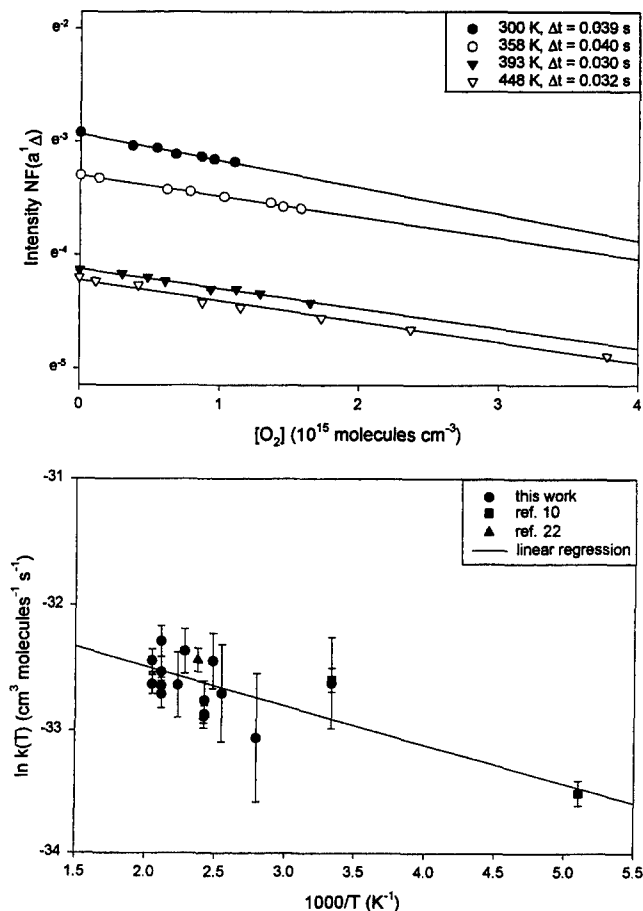 e⁻²
e⁻³
e⁻⁴
e⁻⁵
Intensity NF(a¹Δ)
300 K, Δt = 0.039 s
358 K, Δt = 0.040 s
393 K, Δt = 0.030 s
448 K, Δt = 0.032 s
0 1 2 3 4
[O₂] (10¹⁵ molecules cm⁻³)
-31
-32
-33
-34
ln k(T) (cm³ molecules⁻¹ s⁻¹)
this work
ref. 10
ref. 22
linear regression
1.5 2.0 2.5 3.0 3.5 4.0 4.5 5.0 5.5
1000/T (K⁻¹)